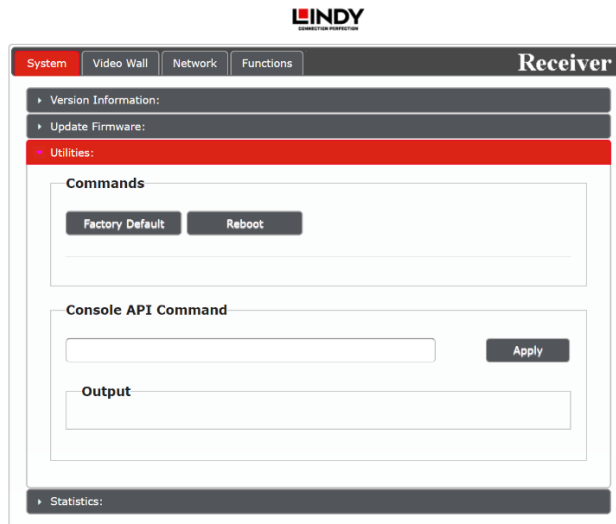 LINDY
CONNECTION PERFECTION
System Video Wall Network Functions Receiver
Version Information:
Update Firmware:
Utilities:
Commands
Factory Default Reboot
Console API Command
Apply
Output
Statistics: